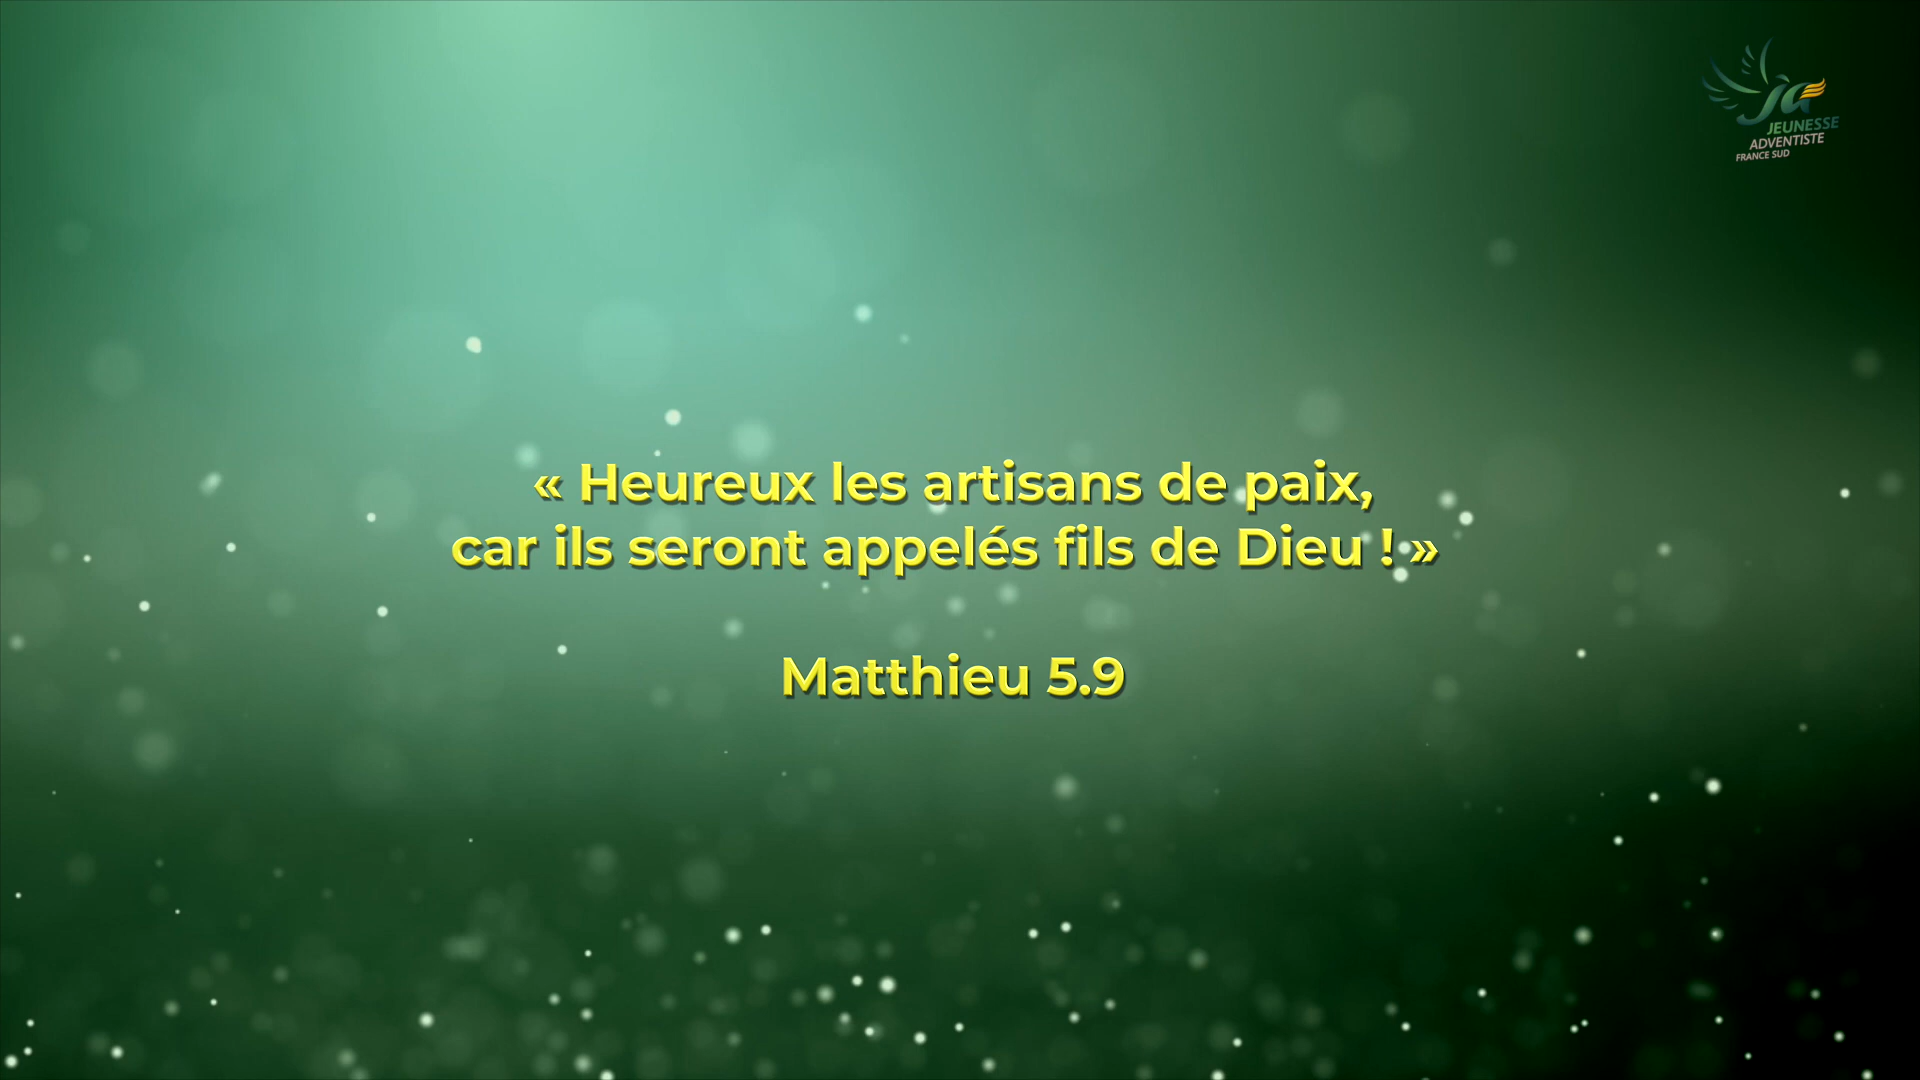 ja
JEUNESSE
ADVENTISTE
FRANCE SUD
« Heureux les artisans de paix,
car ils seront appelés fils de Dieu ! »
Matthieu 5.9